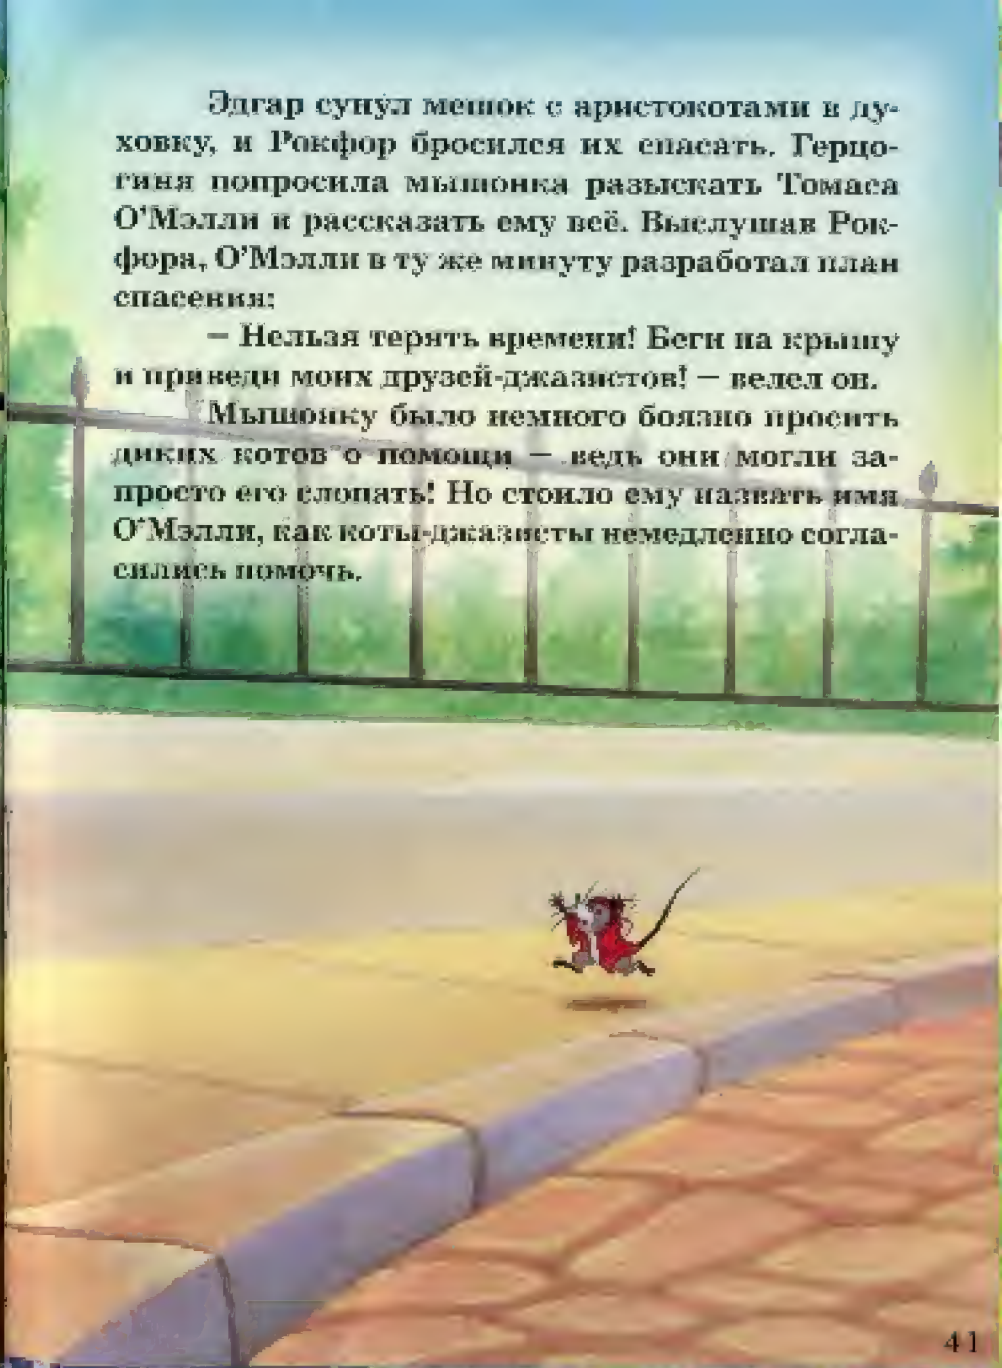 Эдгар сунул мешок с аристокотами в ду-
ховку, и Рокфор бросился их спасать. Герцо-
гиня попросила мышонка разыскать Томаса
О’Мэлли и рассказать ему всё. Выслушав Рок-
фора, О’Мэлли в ту же минуту разработал план
спасения:
— Нельзя терять времени! Беги на крышу
и приведи моих друзей-джазистов! — велел он.
Мышонку было немного боязно просить
диких котов о помощи — ведь они могли за-
просто его слопать! Но стоило ему назвать имя
О’Мэлли, как коты-джазисты немедленно согла-
сились помочь.
41